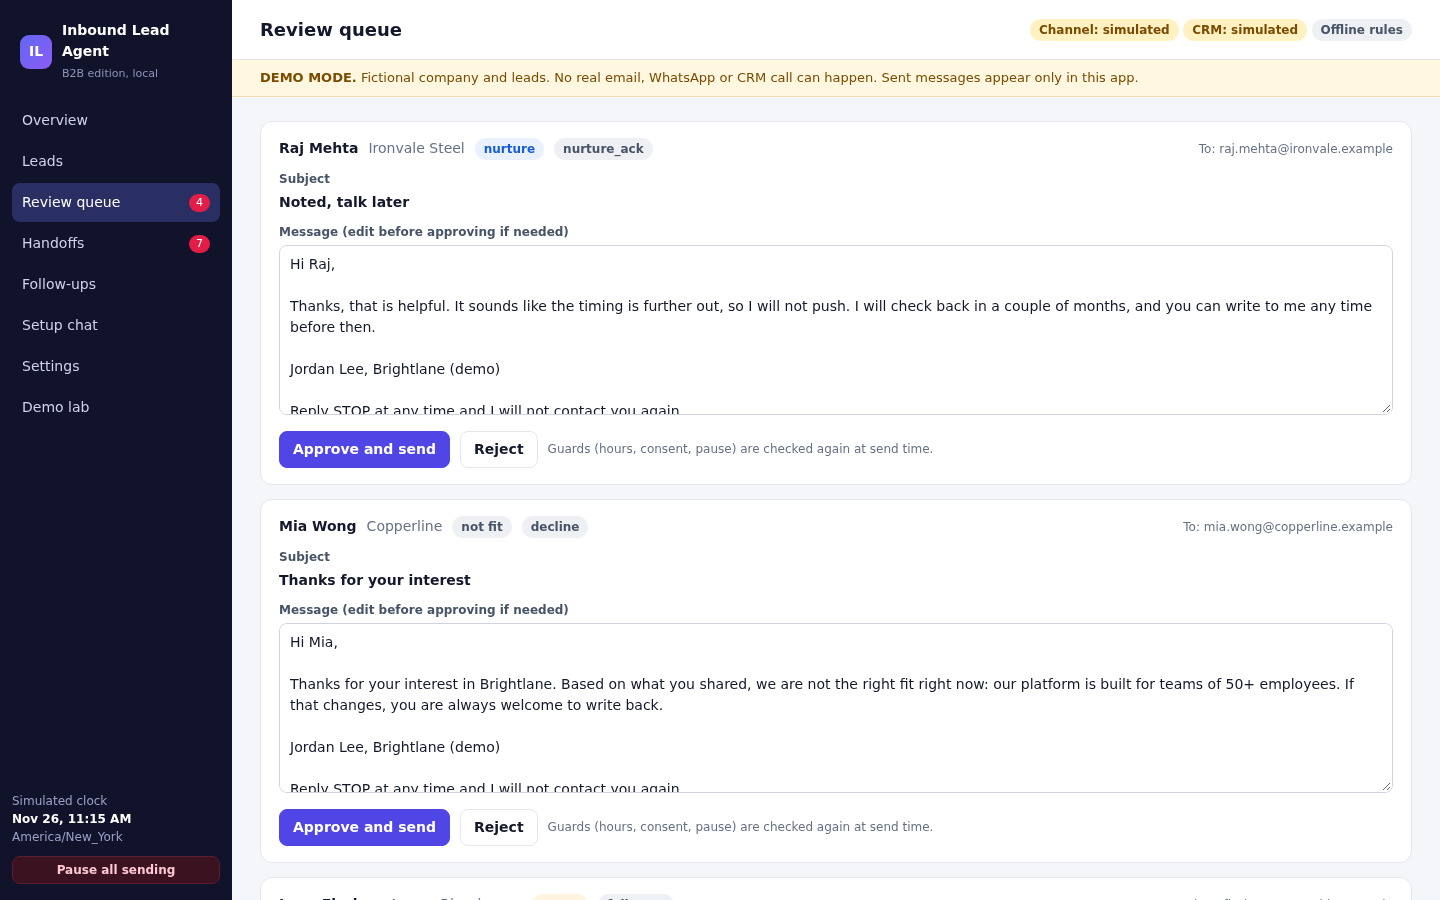 IL
Inbound Lead
Agent
B2B edition, local
Overview
Leads
Review queue 4
Handoffs 7
Follow-ups
Setup chat
Settings
Demo lab
Simulated clock
Nov 26, 11:15 AM
America/New_York
Pause all sending
Review queue
Channel: simulated CRM: simulated Offline rules
DEMO MODE. Fictional company and leads. No real email, WhatsApp or CRM call can happen. Sent messages appear only in this app.
Raj Mehta Ironvale Steel nurture nurture_ack To: raj.mehta@ironvale.example
Subject
Noted, talk later
Message (edit before approving if needed)
Hi Raj,
Thanks, that is helpful. It sounds like the timing is further out, so I will not push. I will check back in a couple of months, and you can write to me any time
before then.
Jordan Lee, Brightlane (demo)
Reply STOP at any time and I will not contact you again
Approve and send Reject Guards (hours, consent, pause) are checked again at send time.
Mia Wong Copperline not fit decline To: mia.wong@copperline.example
Subject
Thanks for your interest
Message (edit before approving if needed)
Hi Mia,
Thanks for your interest in Brightlane. Based on what you shared, we are not the right fit right now: our platform is built for teams of 50+ employees. If
that changes, you are always welcome to write back.
Jordan Lee, Brightlane (demo)
Reply STOP at any time and I will not contact you again
Approve and send Reject Guards (hours, consent, pause) are checked again at send time.